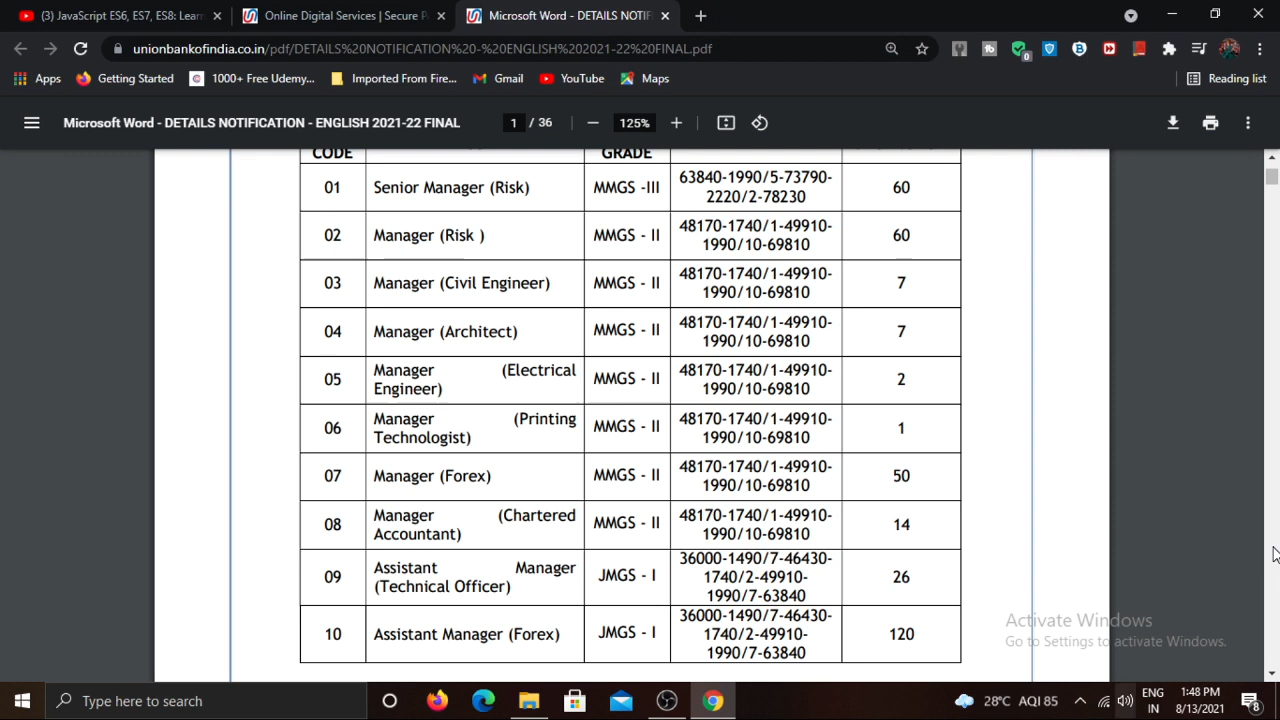 (3) JavaScript ES6, ES7, ES8: Learn
Online Digital Services | Secure P
Microsoft Word - DETAILS NOTIF
unionbankofindia.co.in/pdf/DETAILS%20NOTIFICATION%20-%20ENGLISH%202021-22%20FINAL.pdf
Apps
Getting Started
1000+ Free Udemy...
Imported From Fire...
Gmail
YouTube
Maps
Reading list
Microsoft Word - DETAILS NOTIFICATION - ENGLISH 2021-22 FINAL
1 / 36
125%
CODE
GRADE
01
Senior Manager (Risk)
MMGS -III
63840-1990/5-73790-
2220/2-78230
60
02
Manager (Risk )
MMGS - II
48170-1740/1-49910-
1990/10-69810
60
03
Manager (Civil Engineer)
MMGS - II
48170-1740/1-49910-
1990/10-69810
7
04
Manager (Architect)
MMGS - II
48170-1740/1-49910-
1990/10-69810
7
05
Manager (Electrical
Engineer)
MMGS - II
48170-1740/1-49910-
1990/10-69810
2
06
Manager (Printing
Technologist)
MMGS - II
48170-1740/1-49910-
1990/10-69810
1
07
Manager (Forex)
MMGS - II
48170-1740/1-49910-
1990/10-69810
50
08
Manager (Chartered
Accountant)
MMGS - II
48170-1740/1-49910-
1990/10-69810
14
09
Assistant Manager
(Technical Officer)
JMGS - I
36000-1490/7-46430-
1740/2-49910-
1990/7-63840
26
10
Assistant Manager (Forex)
JMGS - I
36000-1490/7-46430-
1740/2-49910-
1990/7-63840
120
Activate Windows
Go to Settings to activate Windows.
Type here to search
28°C AQI 85
ENG
IN
1:48 PM
8/13/2021
8